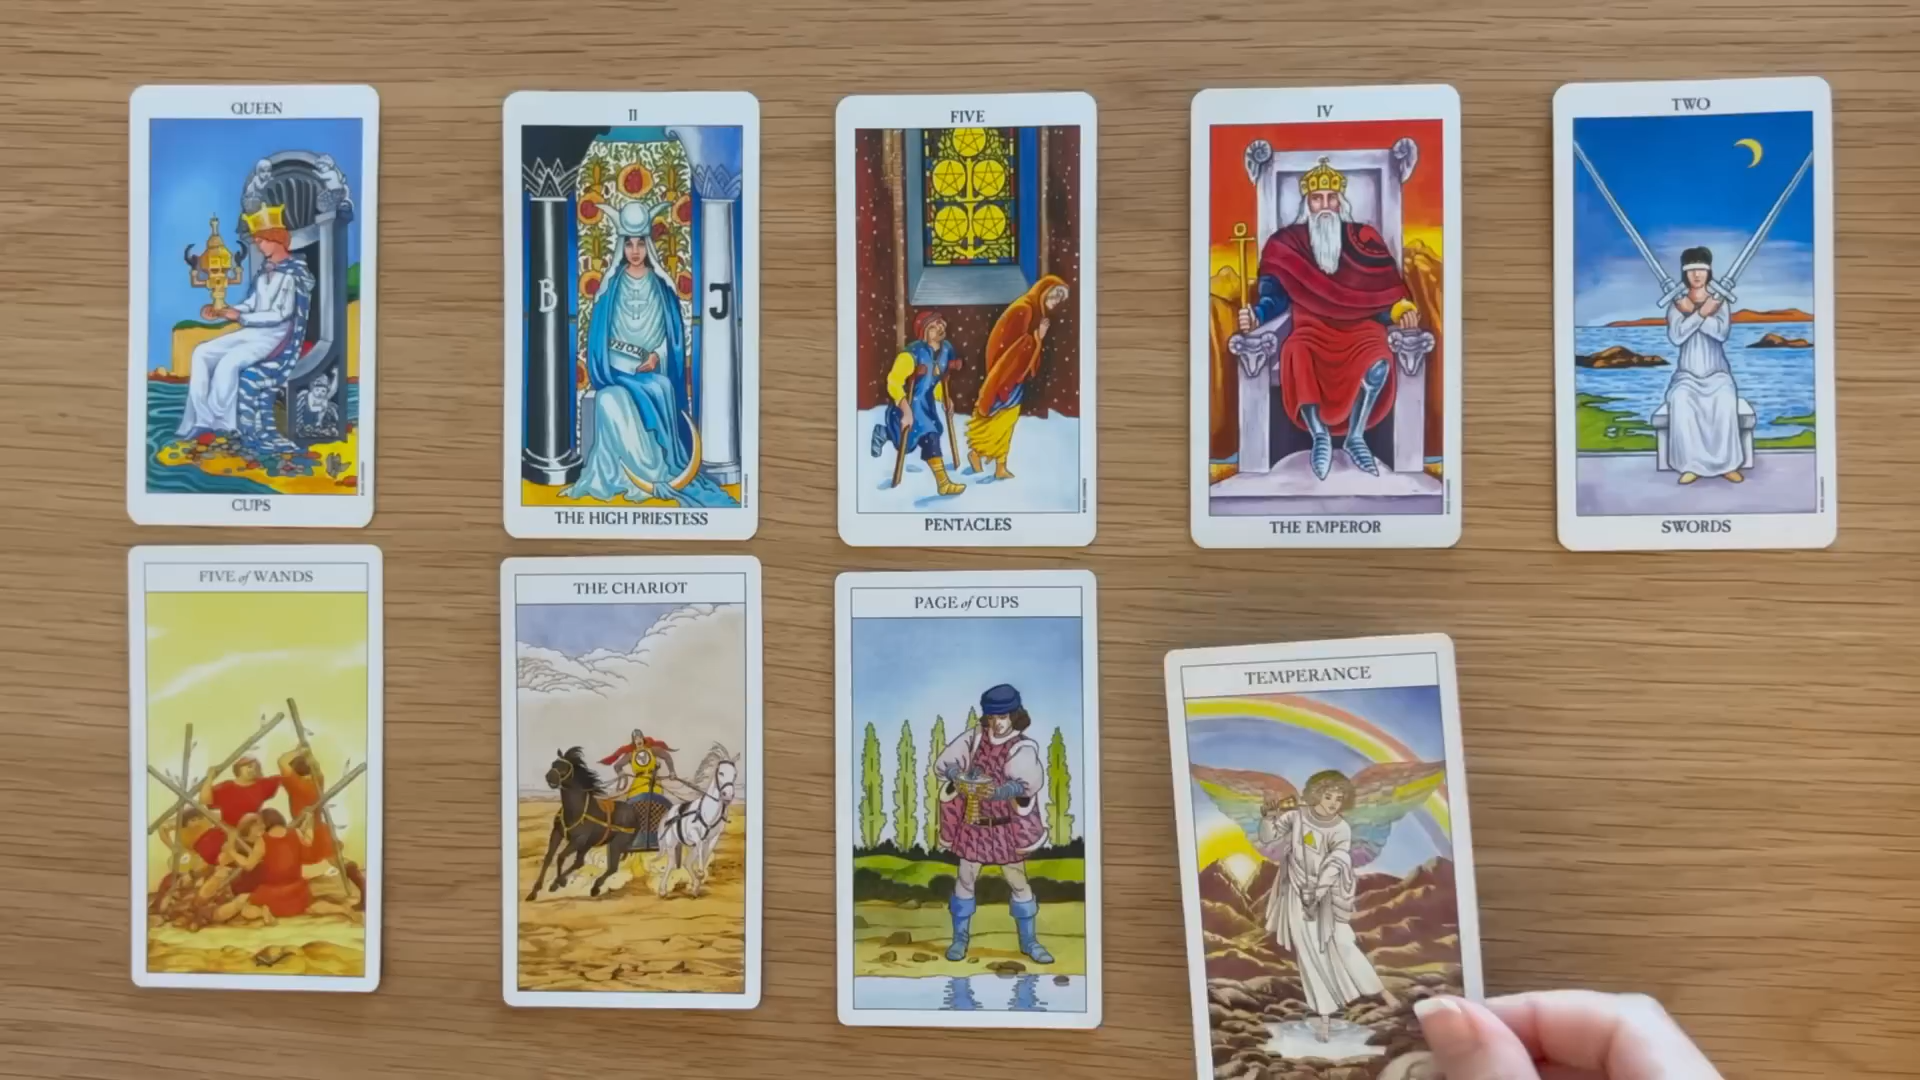 QUEEN
CUPS
II
B
J
TORA
THE HIGH PRIESTESS
FIVE
PENTACLES
IV
THE EMPEROR
TWO
SWORDS
FIVE of WANDS
THE CHARIOT
PAGE of CUPS
TEMPERANCE